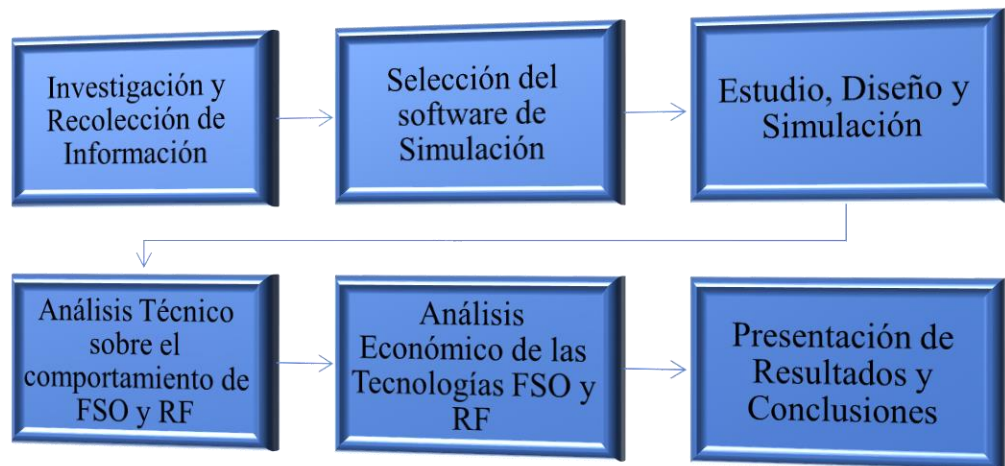 Investigación y
Recolección de
Información
Selección del
software de
Simulación
Estudio, Diseño y
Simulación
Análisis Técnico
sobre el
comportamiento de
FSO y RF
Análisis
Económico de las
Tecnologías FSO y
RF
Presentación de
Resultados y
Conclusiones